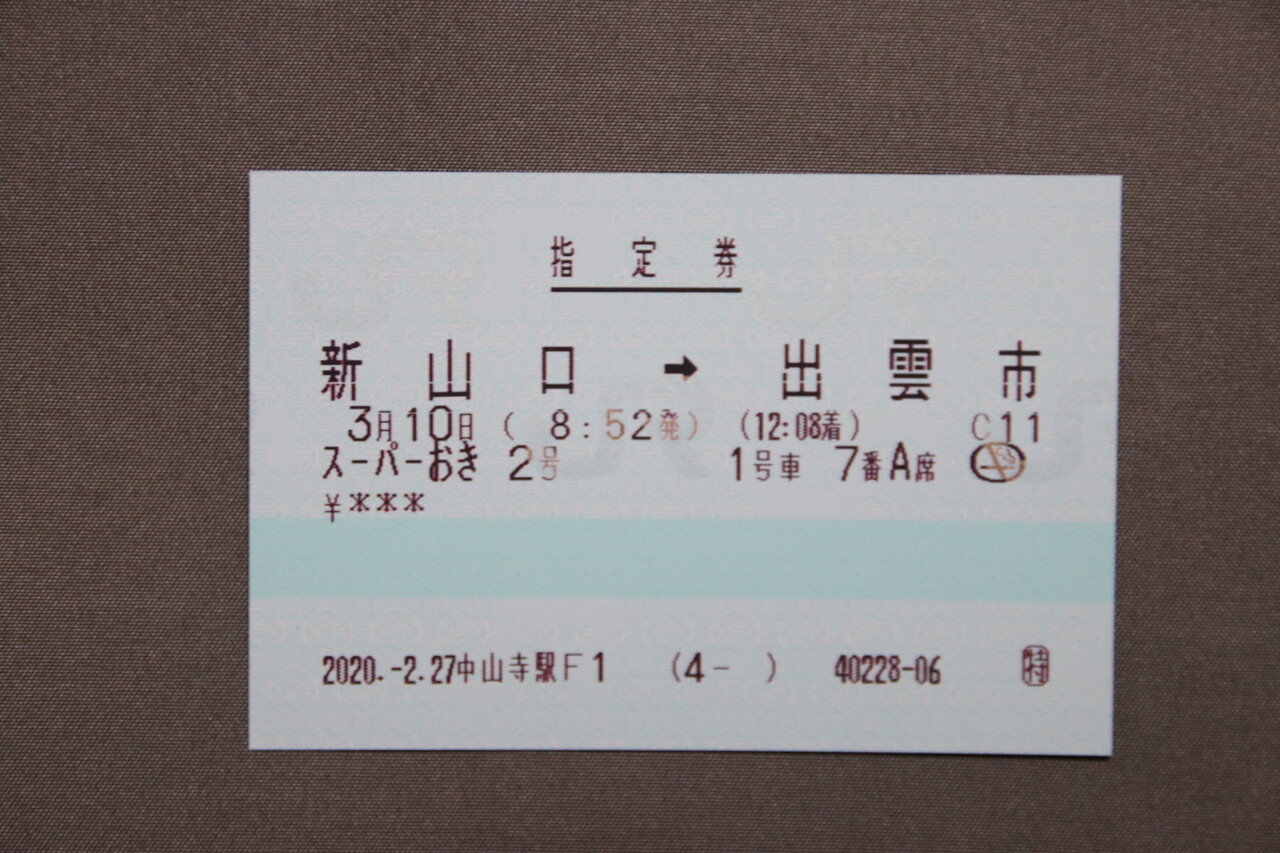 指定券
新山口 ➡ 出雲市
3月10日 ( 8:52発) (12:08着) C11
スーパーおき 2号 1号車 7番A席
¥***
2020.-2.27中山寺駅F1 (4- ) 40228-06 特